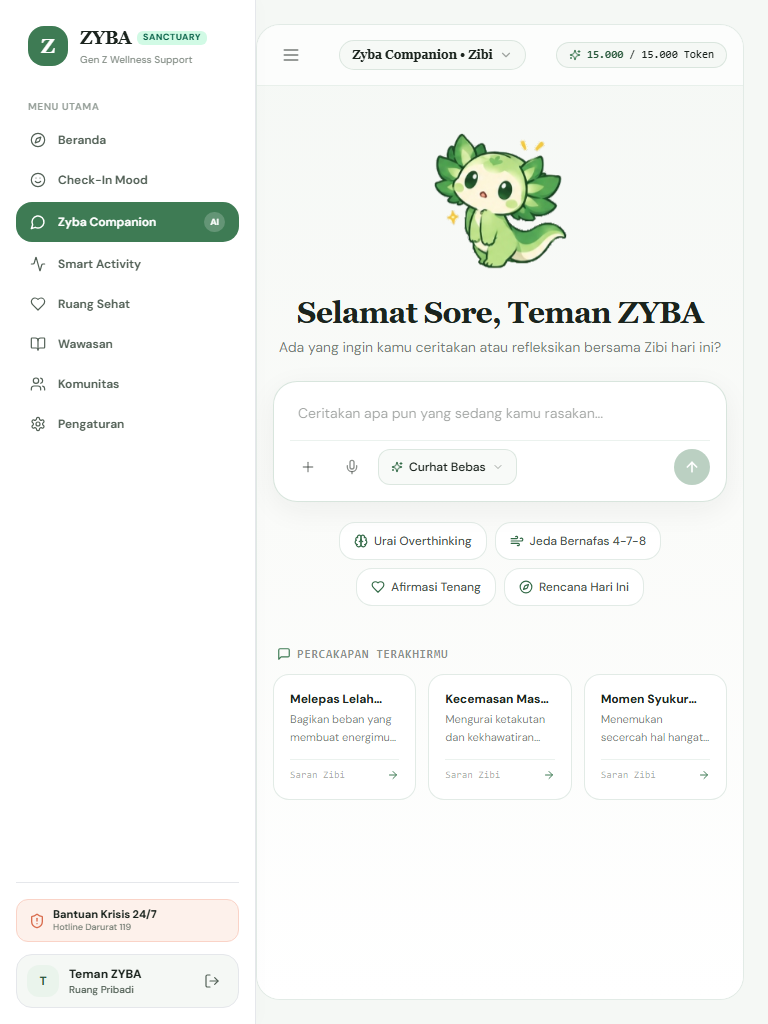 Z
ZYBA SANCTUARY
Gen Z Wellness Support
MENU UTAMA
Beranda
Check-In Mood
Zyba Companion AI
Smart Activity
Ruang Sehat
Wawasan
Komunitas
Pengaturan
Bantuan Krisis 24/7
Hotline Darurat 119
T
Teman ZYBA
Ruang Pribadi
Zyba Companion • Zibi
15.000 / 15.000 Token
Selamat Sore, Teman ZYBA
Ada yang ingin kamu ceritakan atau refleksikan bersama Zibi hari ini?
Ceritakan apa pun yang sedang kamu rasakan...
Curhat Bebas
Urai Overthinking
Jeda Bernafas 4-7-8
Afirmasi Tenang
Rencana Hari Ini
PERCAKAPAN TERAKHIRMU
Melepas Lelah...
Bagikan beban yang
membuat energimu...
Saran Zibi
Kecemasan Mas...
Mengurai ketakutan
dan kekhawatiran...
Saran Zibi
Momen Syukur...
Menemukan
secercah hal hangat...
Saran Zibi